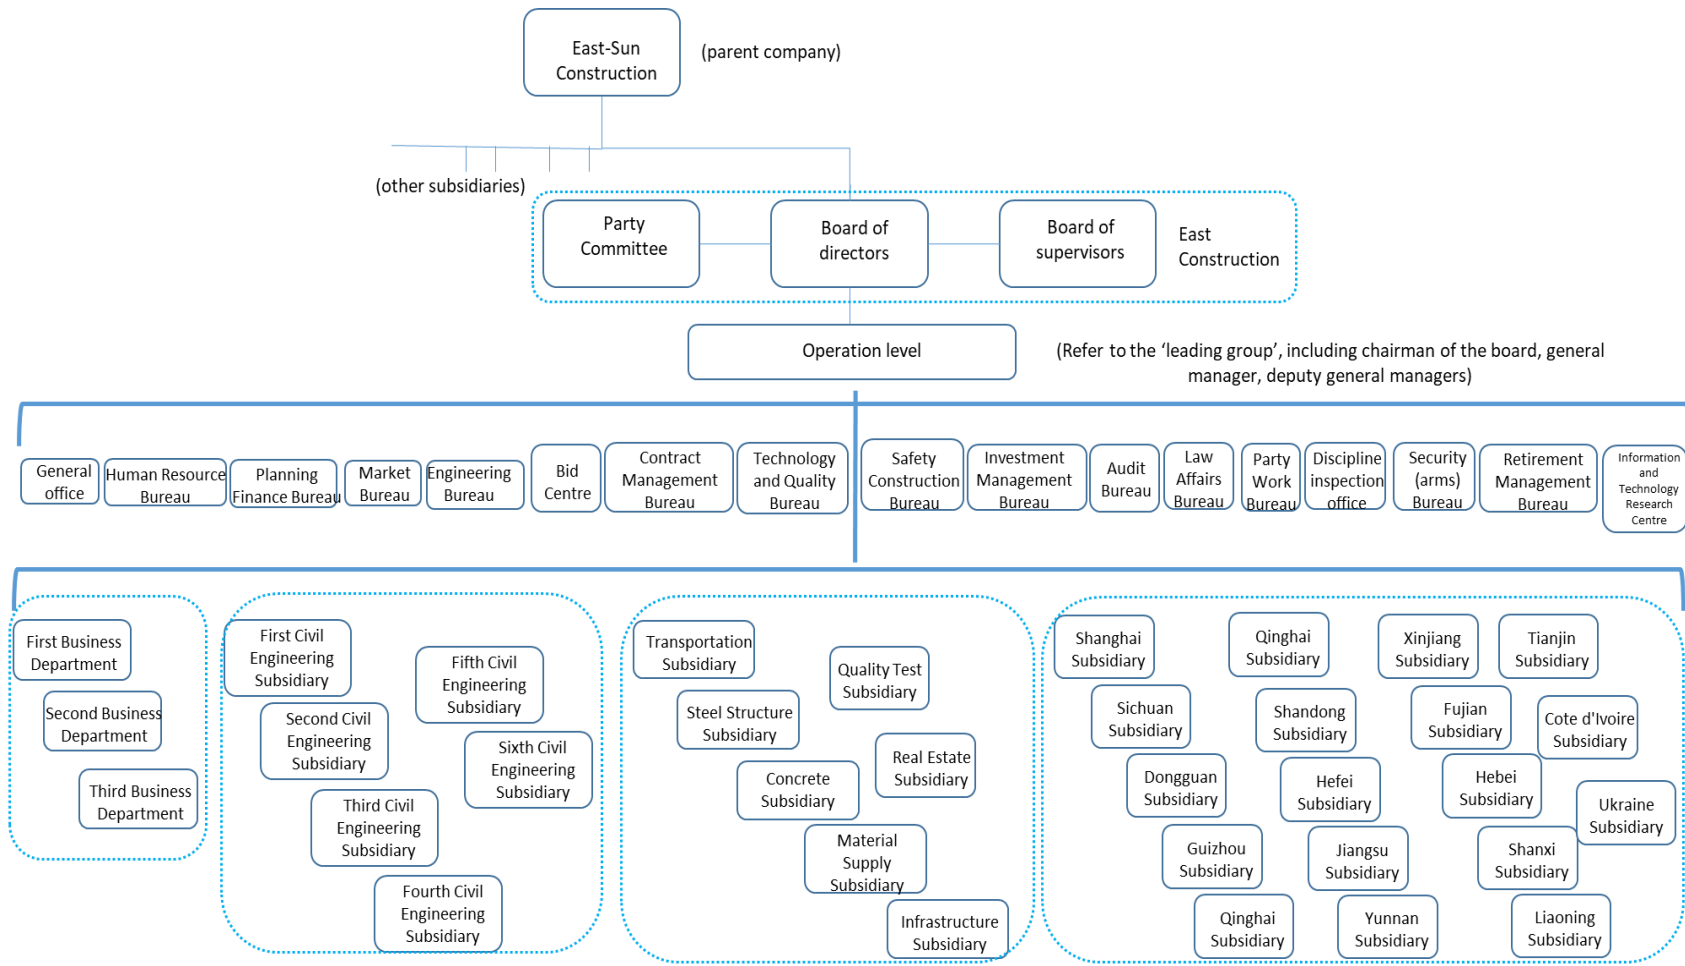 East-Sun
Construction
(parent company)
(other subsidiaries)
Party
Committee
Board of
directors
Board of
supervisors
East
Construction
Operation level
(Refer to the ‘leading group’, including chairman of the board, general
manager, deputy general managers)
General
office
Human Resource
Bureau
Planning
Finance Bureau
Market
Bureau
Engineering
Bureau
Bid
Centre
Contract
Management
Bureau
Technology
and Quality
Bureau
Safety
Construction
Bureau
Investment
Management
Bureau
Audit
Bureau
Law
Affairs
Bureau
Party
Work
Bureau
Discipline
inspection
office
Security
(arms)
Bureau
Retirement
Management
Bureau
Information
and
Technology
Research
Centre
First Business
Department
Second Business
Department
Third Business
Department
First Civil
Engineering
Subsidiary
Second Civil
Engineering
Subsidiary
Third Civil
Engineering
Subsidiary
Fourth Civil
Engineering
Subsidiary
Fifth Civil
Engineering
Subsidiary
Sixth Civil
Engineering
Subsidiary
Transportation
Subsidiary
Steel Structure
Subsidiary
Concrete
Subsidiary
Material
Supply
Subsidiary
Infrastructure
Subsidiary
Quality Test
Subsidiary
Real Estate
Subsidiary
Shanghai
Subsidiary
Sichuan
Subsidiary
Dongguan
Subsidiary
Guizhou
Subsidiary
Qinghai
Subsidiary
Qinghai
Subsidiary
Shandong
Subsidiary
Hefei
Subsidiary
Jiangsu
Subsidiary
Yunnan
Subsidiary
Xinjiang
Subsidiary
Fujian
Subsidiary
Hebei
Subsidiary
Shanxi
Subsidiary
Liaoning
Subsidiary
Tianjin
Subsidiary
Cote d'Ivoire
Subsidiary
Ukraine
Subsidiary